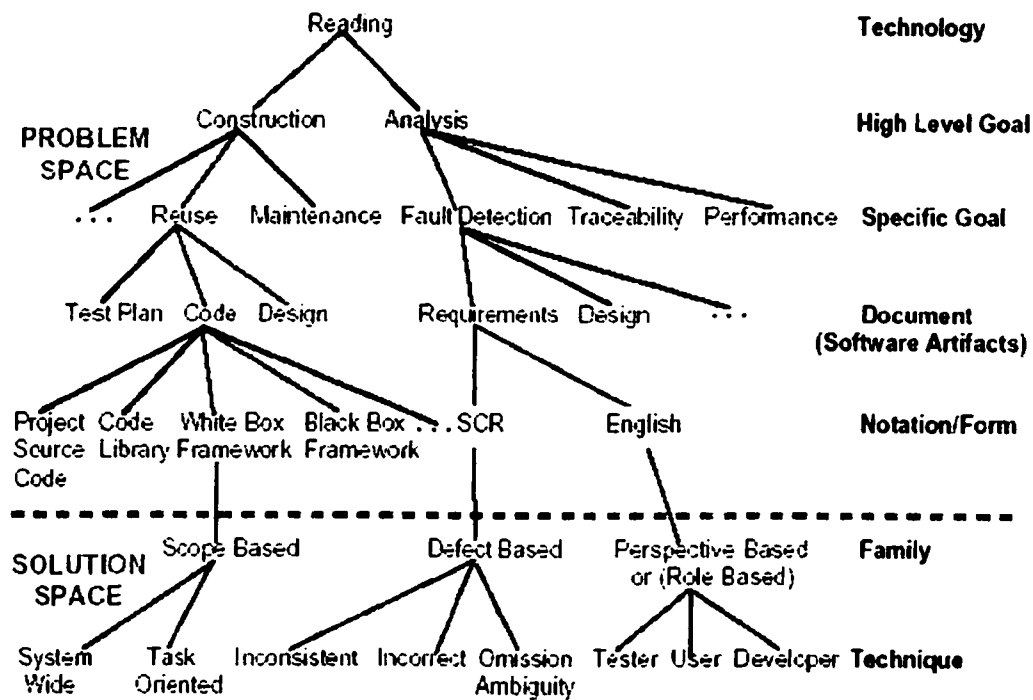 Reading Technology
Construction Analysis High Level Goal
PROBLEM
SPACE
... Reuse Maintenance Fault Detection Traceability Performance Specific Goal
Test Plan Code Design Requirements Design ... Document
(Software Artifacts)
Project Code White Box Black Box ... SCR English Notation/Form
Source Library Framework Framework
Code
Scope Based Defect Based Perspective Based Family
or (Role Based)
SOLUTION
SPACE
System Task Inconsistent Incorrect Omission Tester User Developer Technique
Wide Oriented Ambiguity